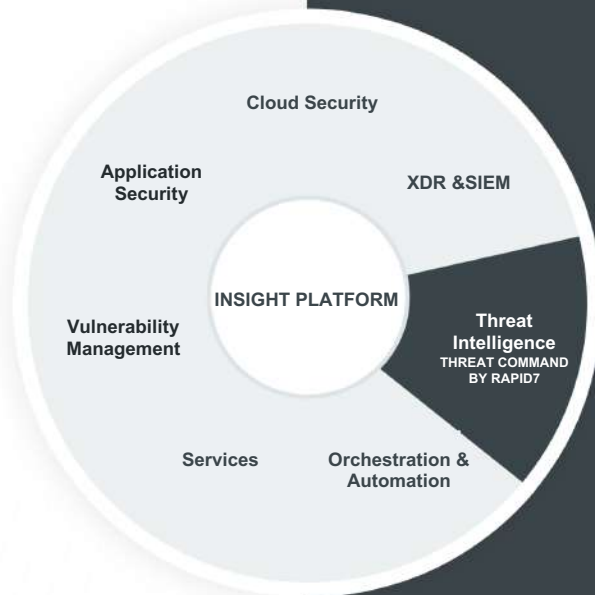 Cloud Security
Application
Security
XDR &SIEM
INSIGHT PLATFORM
Vulnerability
Management
Threat
Intelligence
THREAT COMMAND
BY RAPID7
Services
Orchestration &
Automation